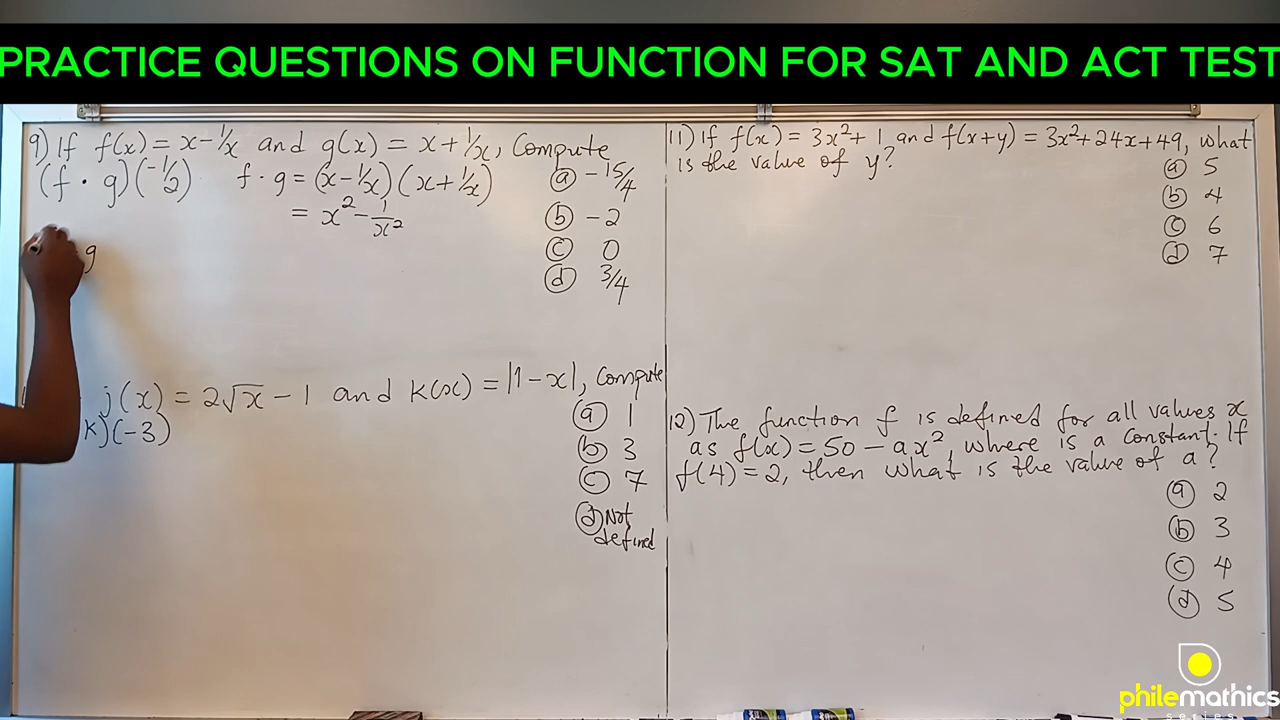 PRACTICE QUESTIONS ON FUNCTION FOR SAT AND ACT TEST
9) If f(x) = x-1/x and g(x) = x+1/x, Compute
(f · g)(-1/2) f · g = (x-1/x)(x+1/x)
= x² - 1/x²
g
ⓐ -15/4
ⓑ -2
ⓒ 0
ⓓ 3/4
j(x) = 2√x - 1 and k(x) = |1-x|, Compute
k)(-3)
ⓐ 1
ⓑ 3
ⓒ 7
ⓓ Not
defined
11) If f(x) = 3x²+1 and f(x+y) = 3x²+24x+49, what
is the value of y?
ⓐ 5
ⓑ 4
ⓒ 6
ⓓ 7
12) The function f is defined for all values x
as f(x) = 50 - ax², where is a constant. If
f(4) = 2, then what is the value of a?
ⓐ 2
ⓑ 3
ⓒ 4
ⓓ 5
philemathics
series